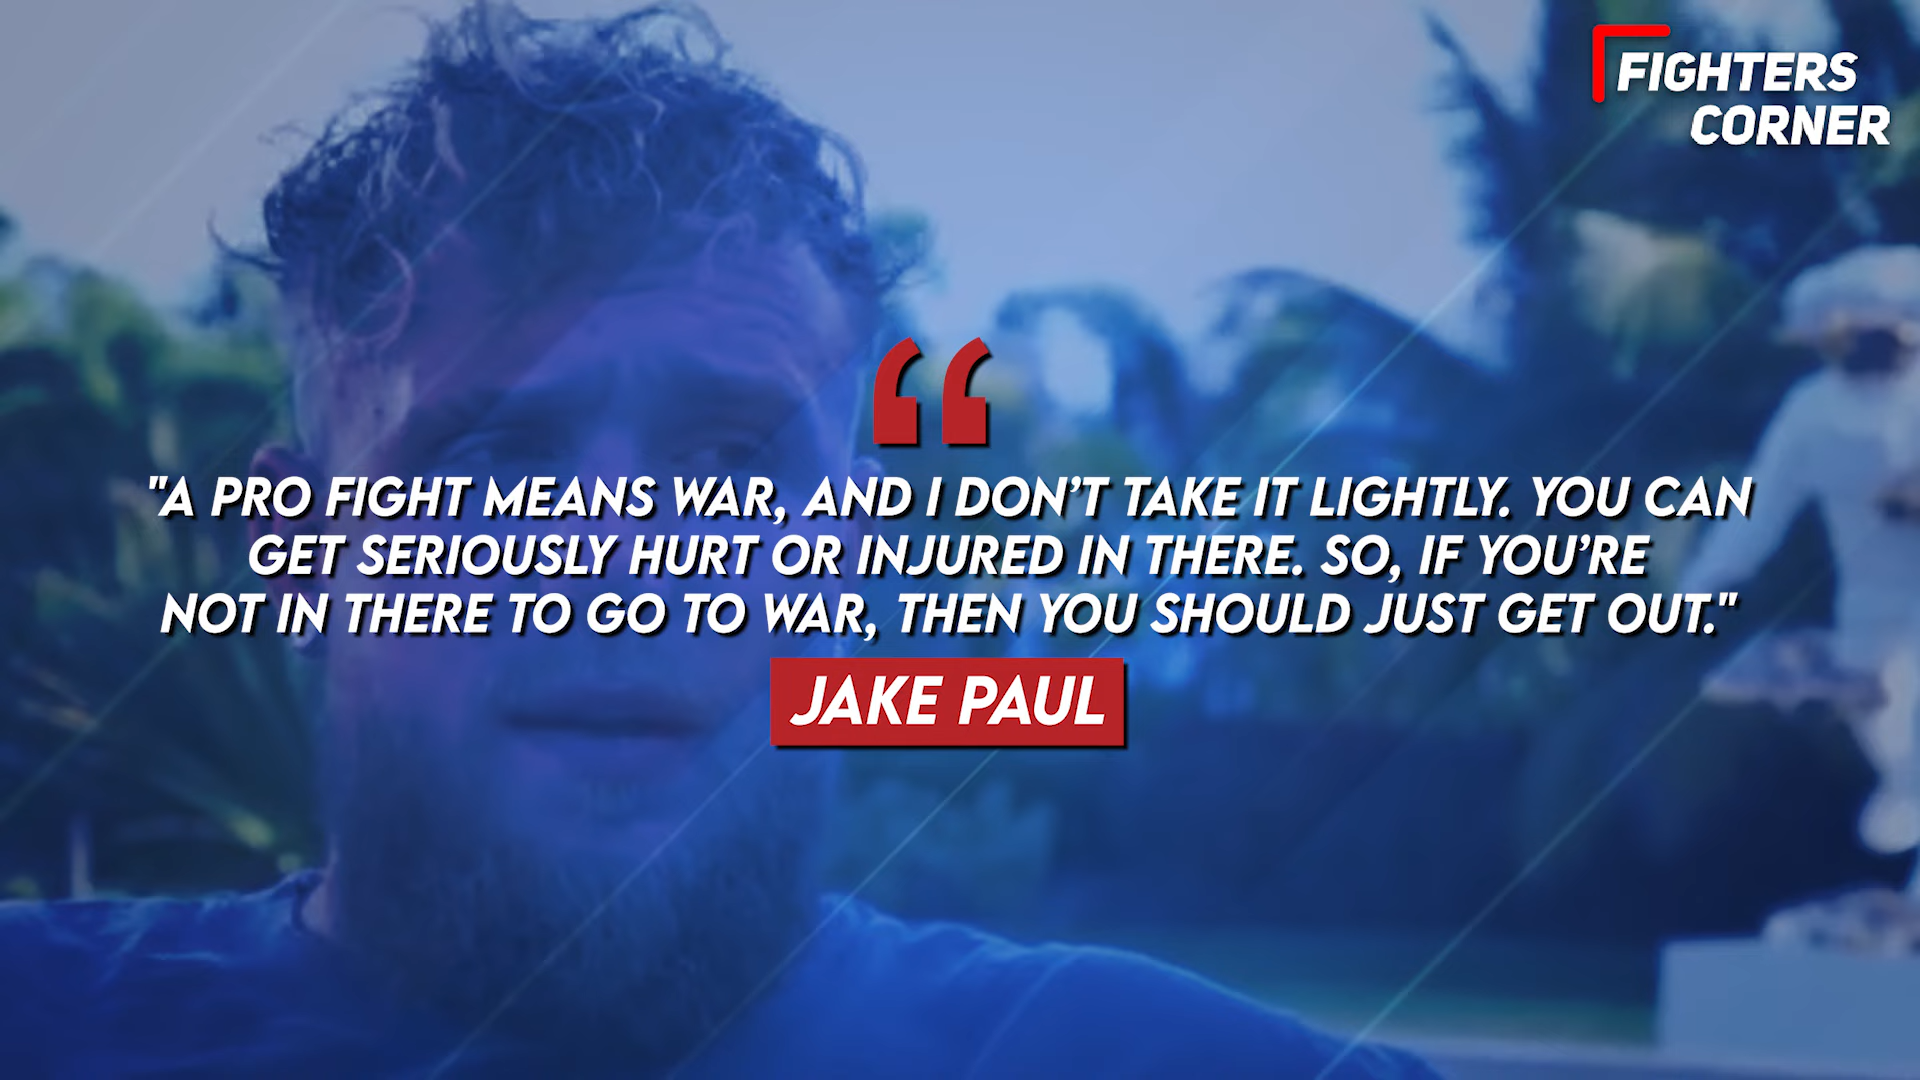 FIGHTERS
CORNER
"A PRO FIGHT MEANS WAR, AND I DON’T TAKE IT LIGHTLY. YOU CAN
GET SERIOUSLY HURT OR INJURED IN THERE. SO, IF YOU’RE
NOT IN THERE TO GO TO WAR, THEN YOU SHOULD JUST GET OUT."
JAKE PAUL